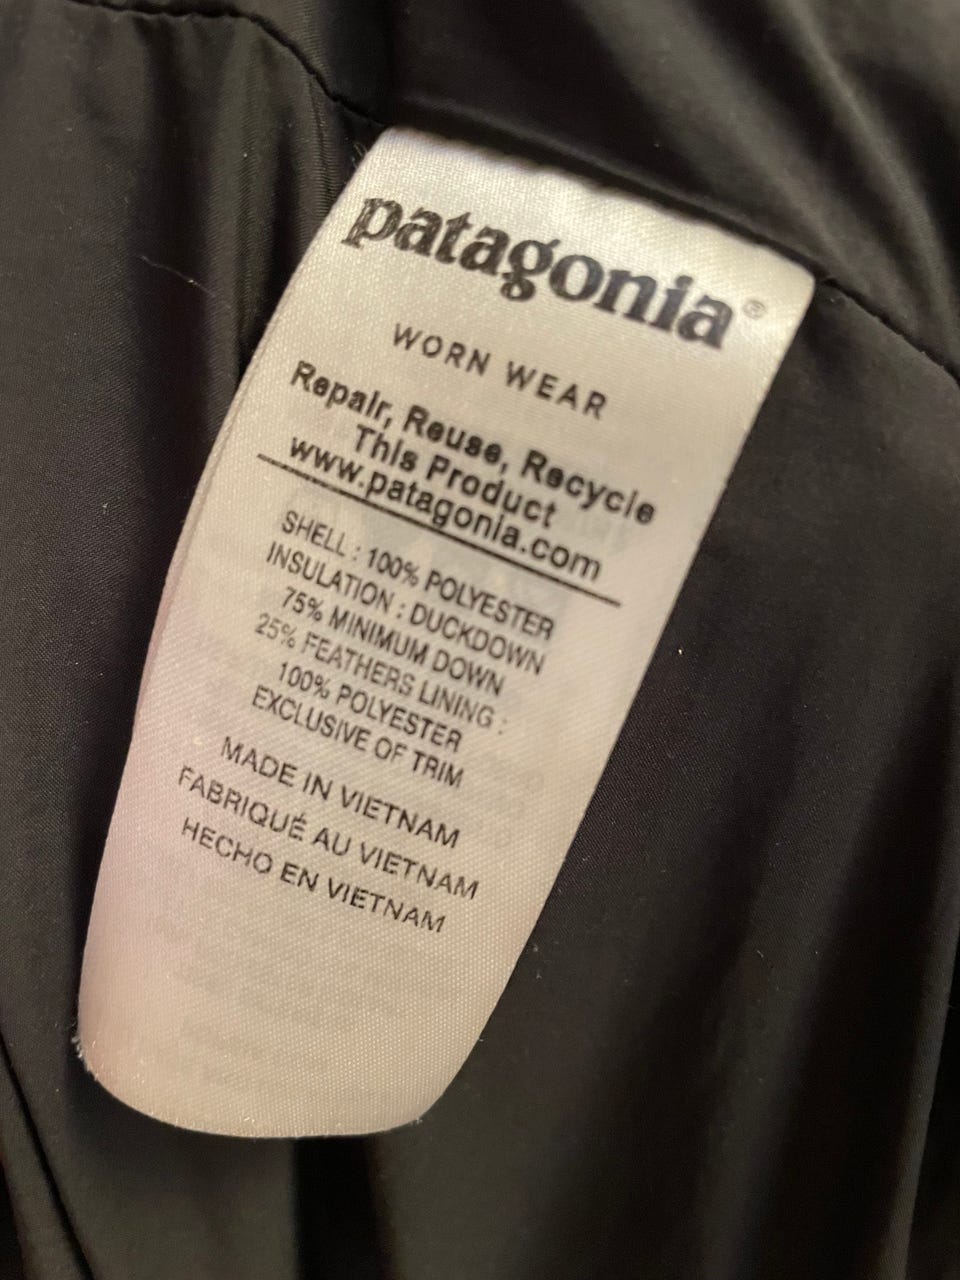 patagonia®
WORN WEAR
Repair, Reuse, Recycle
This Product
www.patagonia.com
SHELL : 100% POLYESTER
INSULATION : DUCKDOWN
75% MINIMUM DOWN
25% FEATHERS LINING :
100% POLYESTER
EXCLUSIVE OF TRIM
MADE IN VIETNAM
FABRIQUÉ AU VIETNAM
HECHO EN VIETNAM